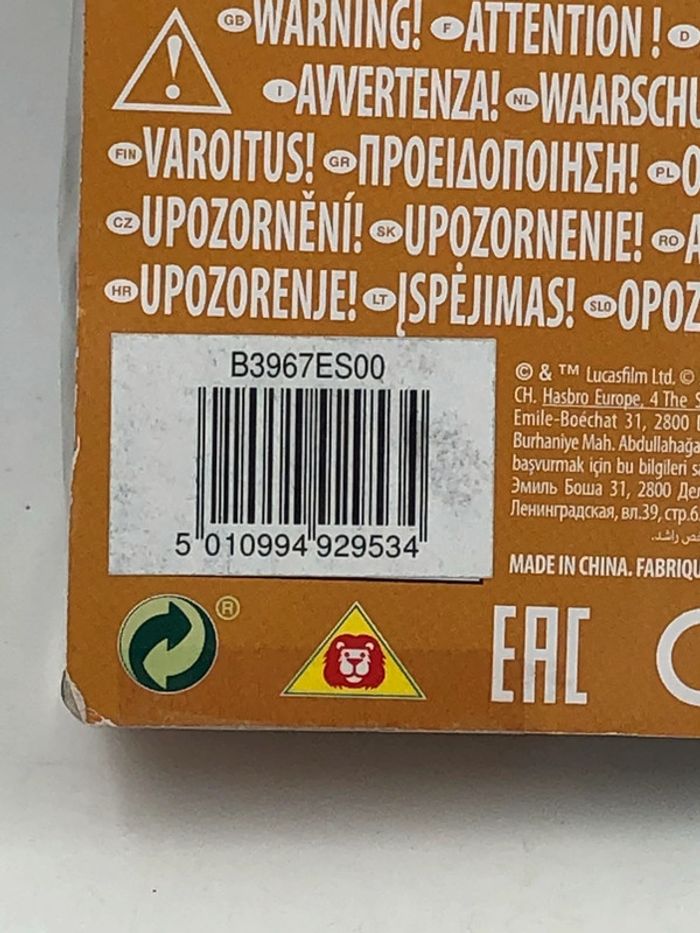 GB WARNING! F ATTENTION! D
I AVVERTENZA! NL WAARSCHU
FIN VAROITUS! GR ΠΡΟΕΙΔΟΠΟΙΗΣΗ! PL O
CZ UPOZORNĚNÍ! SK UPOZORNENIE! RO A
HR UPOZORENJE! LT ĮSPĖJIMAS! SLO OPOZ
B3967ES00
5 010994 929534
© & ™ Lucasfilm Ltd. ©
CH. Hasbro Europe, 4 The S
Emile-Boéchat 31, 2800
Burhaniye Mah. Abdullahağa
başvurmak için bu bilgileri sa
Эмиль Боша 31, 2800 Де
Ленинградская, вл.39, стр.6
MADE IN CHINA. FABRIQU
®
EAC